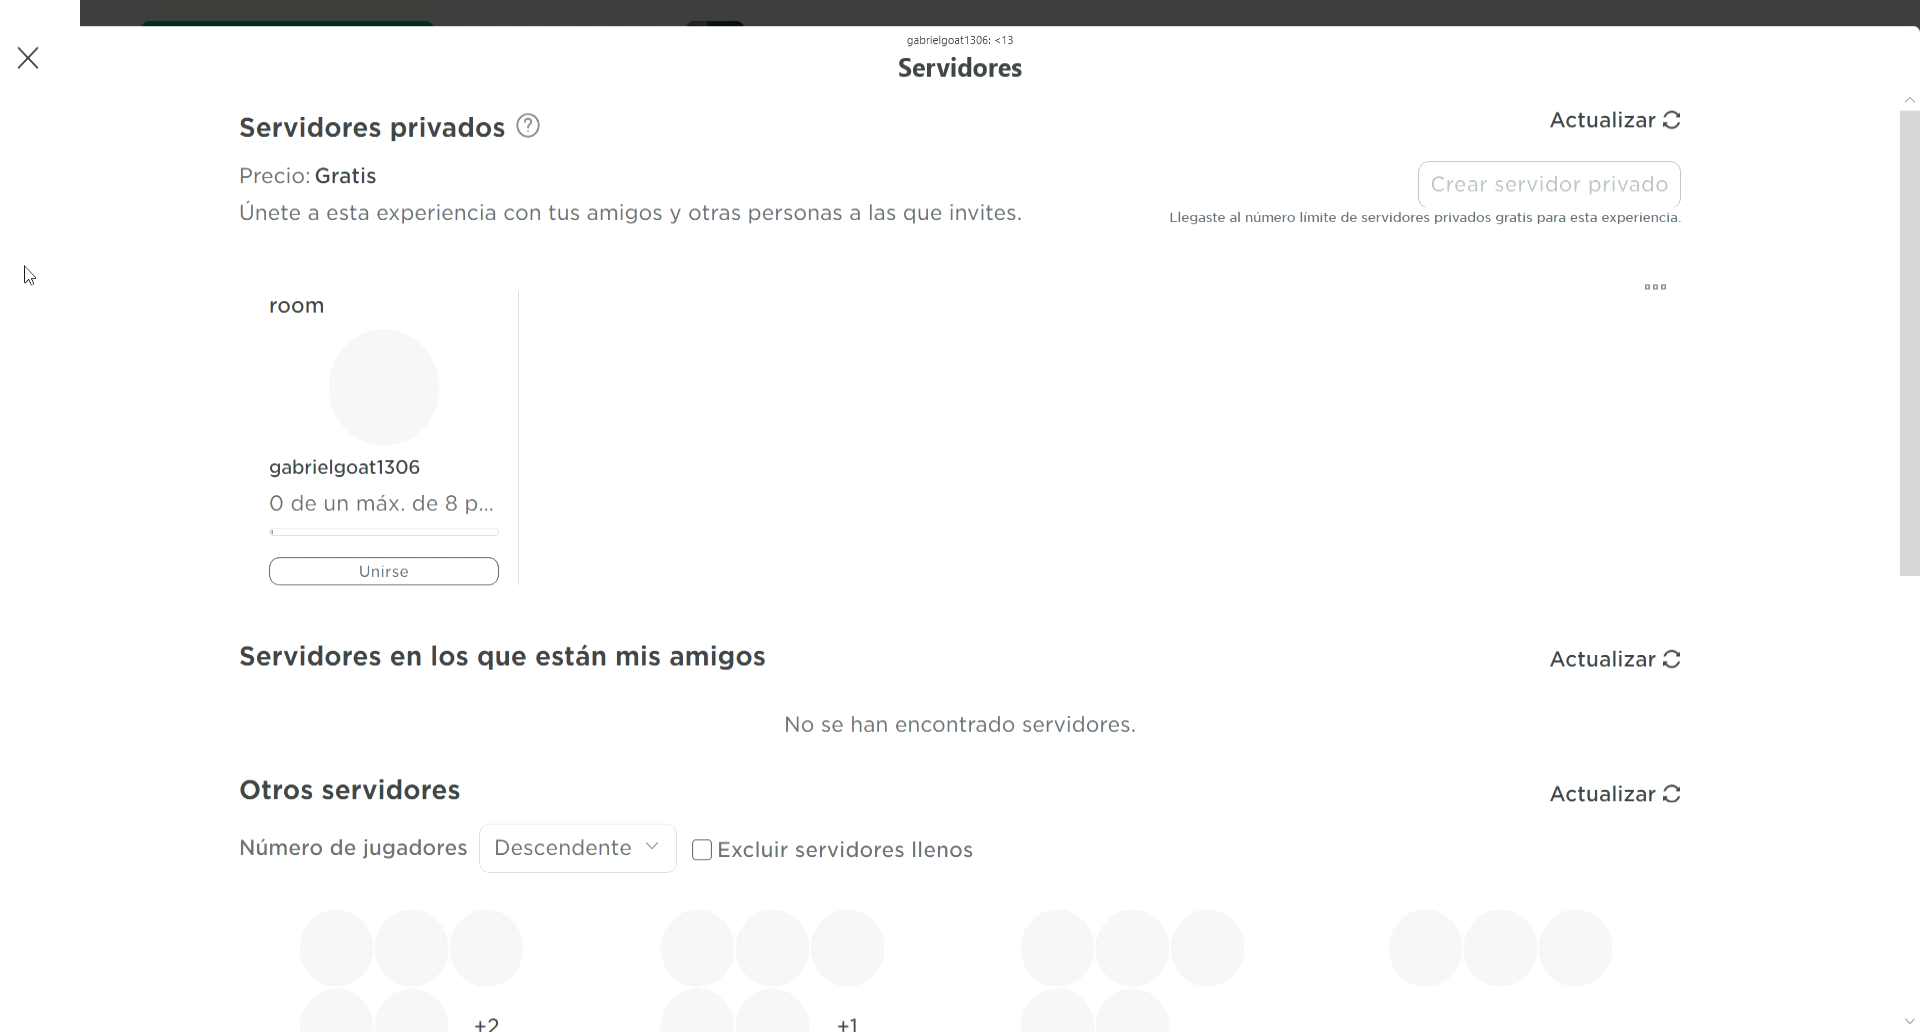 gabrielgoat1306: <13
Servidores
Servidores privados
Actualizar
Precio: Gratis
Crear servidor privado
Únete a esta experiencia con tus amigos y otras personas a las que invites.
Llegaste al número límite de servidores privados gratis para esta experiencia.
room
gabrielgoat1306
0 de un máx. de 8 p...
Unirse
Servidores en los que están mis amigos
Actualizar
No se han encontrado servidores.
Otros servidores
Actualizar
Número de jugadores
Descendente
Excluir servidores llenos
+2
+1